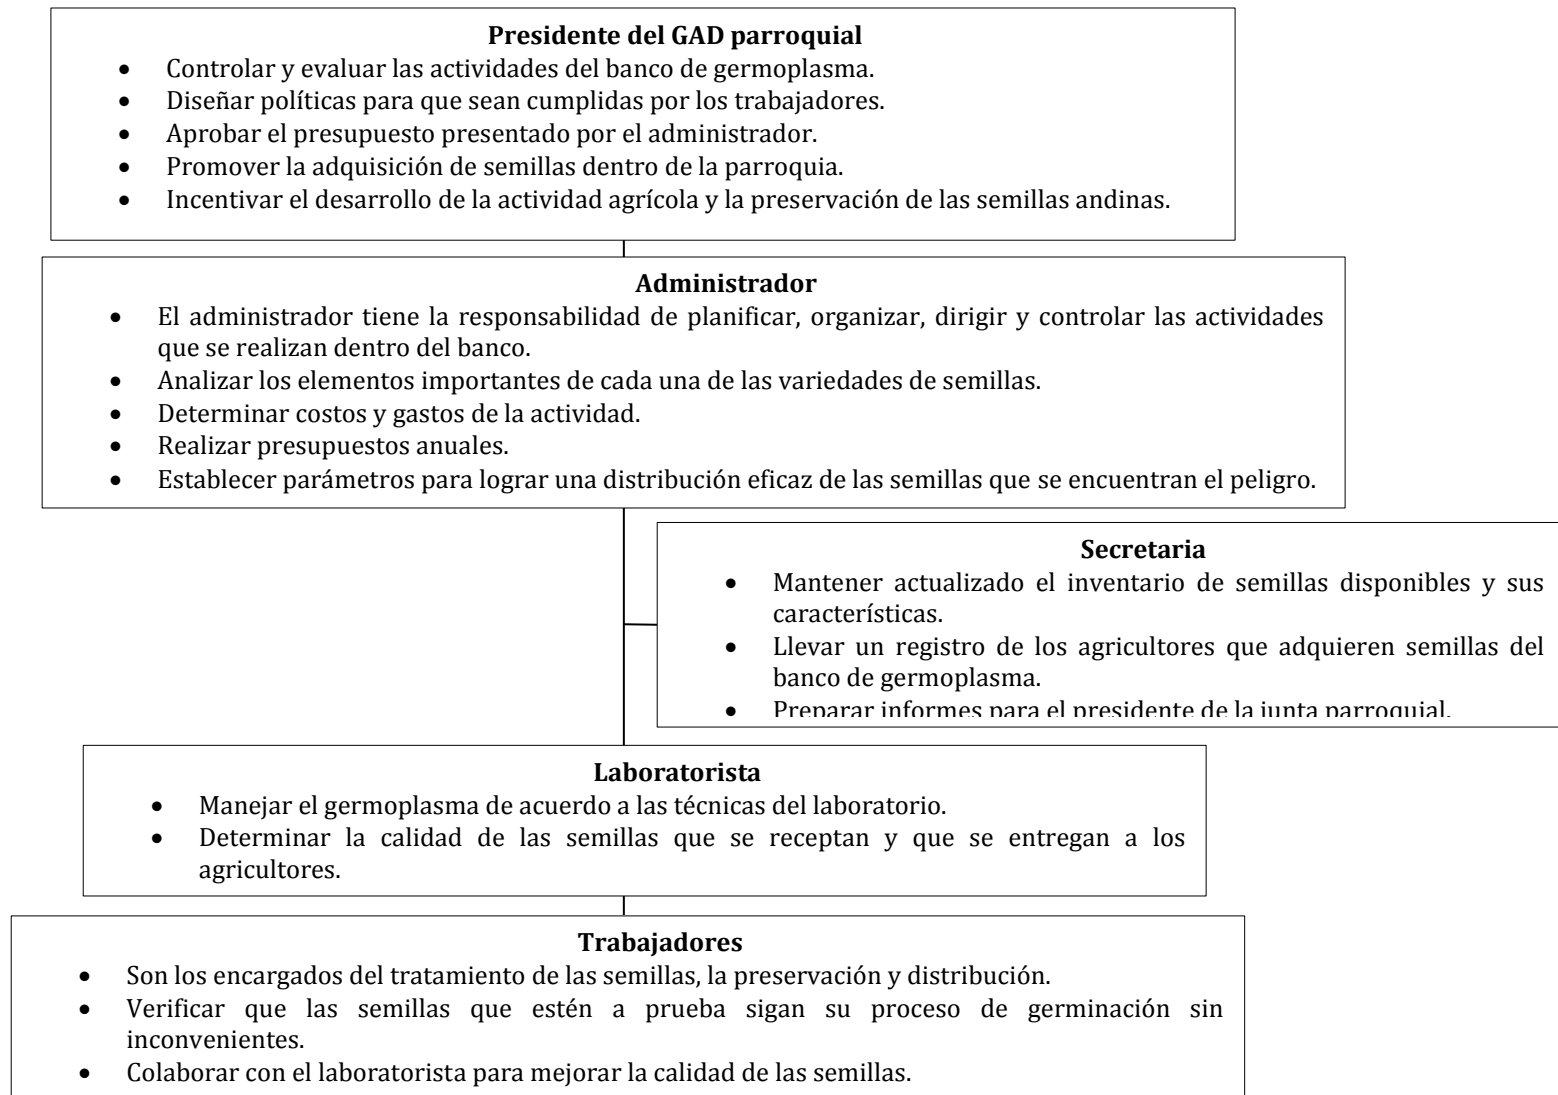 Presidente del GAD parroquial
• Controlar y evaluar las actividades del banco de germoplasma.
• Diseñar políticas para que sean cumplidas por los trabajadores.
• Aprobar el presupuesto presentado por el administrador.
• Promover la adquisición de semillas dentro de la parroquia.
• Incentivar el desarrollo de la actividad agrícola y la preservación de las semillas andinas.
Administrador
• El administrador tiene la responsabilidad de planificar, organizar, dirigir y controlar las actividades
que se realizan dentro del banco.
• Analizar los elementos importantes de cada una de las variedades de semillas.
• Determinar costos y gastos de la actividad.
• Realizar presupuestos anuales.
• Establecer parámetros para lograr una distribución eficaz de las semillas que se encuentran el peligro.
Secretaria
• Mantener actualizado el inventario de semillas disponibles y sus
características.
• Llevar un registro de los agricultores que adquieren semillas del
banco de germoplasma.
• Preparar informes para el presidente de la junta parroquial.
Laboratorista
• Manejar el germoplasma de acuerdo a las técnicas del laboratorio.
• Determinar la calidad de las semillas que se receptan y que se entregan a los
agricultores.
Trabajadores
• Son los encargados del tratamiento de las semillas, la preservación y distribución.
• Verificar que las semillas que estén a prueba sigan su proceso de germinación sin
inconvenientes.
• Colaborar con el laboratorista para mejorar la calidad de las semillas.